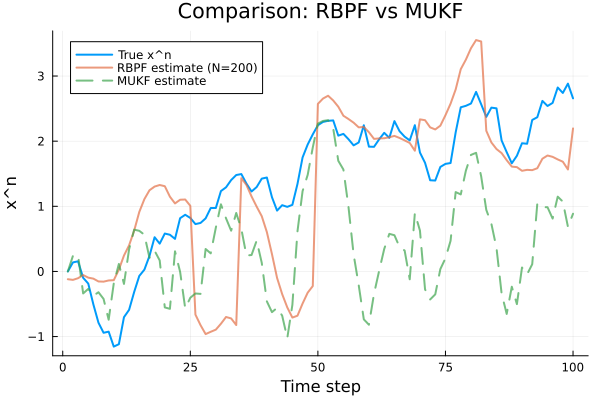 Comparison: RBPF vs MUKF
True x^n
RBPF estimate (N=200)
MUKF estimate
x^n
3
2
1
0
−1
0
25
50
75
100
Time step